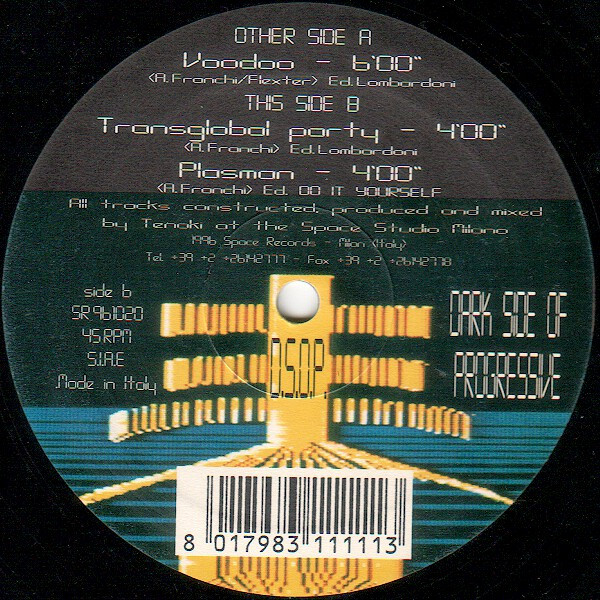 OTHER SIDE A
Voodoo - 6'00"
(A.Franchi/Flexter) Ed.Lombardoni
THIS SIDE B
Transglobal party - 4'00"
(A.Franchi) Ed.Lombardoni
Plasman - 4'00"
(A.Franchi) Ed. DO IT YOURSELF
All tracks constructed, produced and mixed
by Tenaki at the Space Studio Milano
1996 Space Records - Milan (Italy)
Tel +39 +2 +26142777 - Fax +39 +2 +26142778
side b
SR 961020
45 RPM
S.I.A.E
Made in Italy
D.S.O.P.
DARK SIDE OF
PROGRESSIVE
8 017983 111113